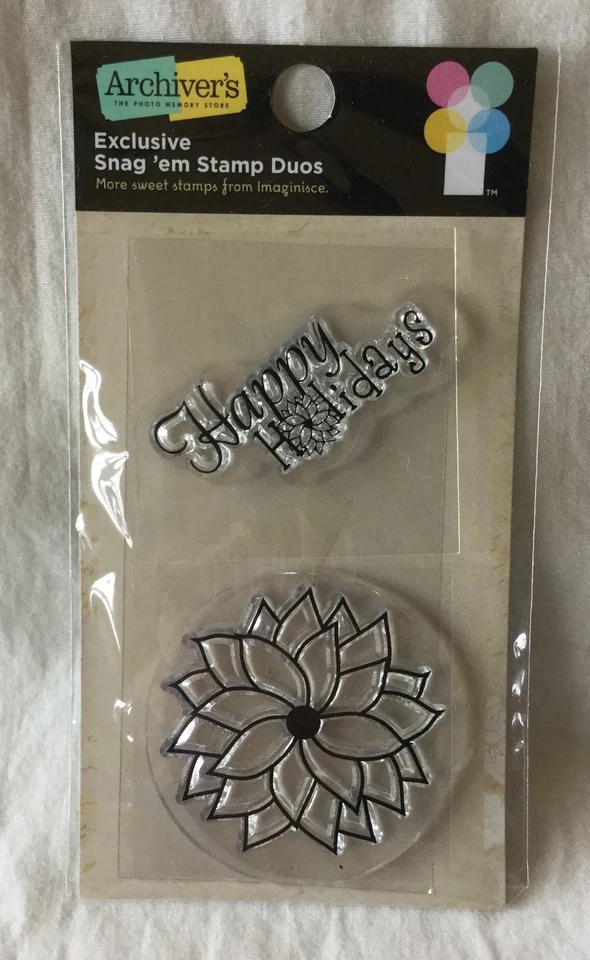 Archiver's
THE PHOTO MEMORY STORE
Exclusive
Snag 'em Stamp Duos
More sweet stamps from Imaginisce.
i
TM
Happy
Holidays